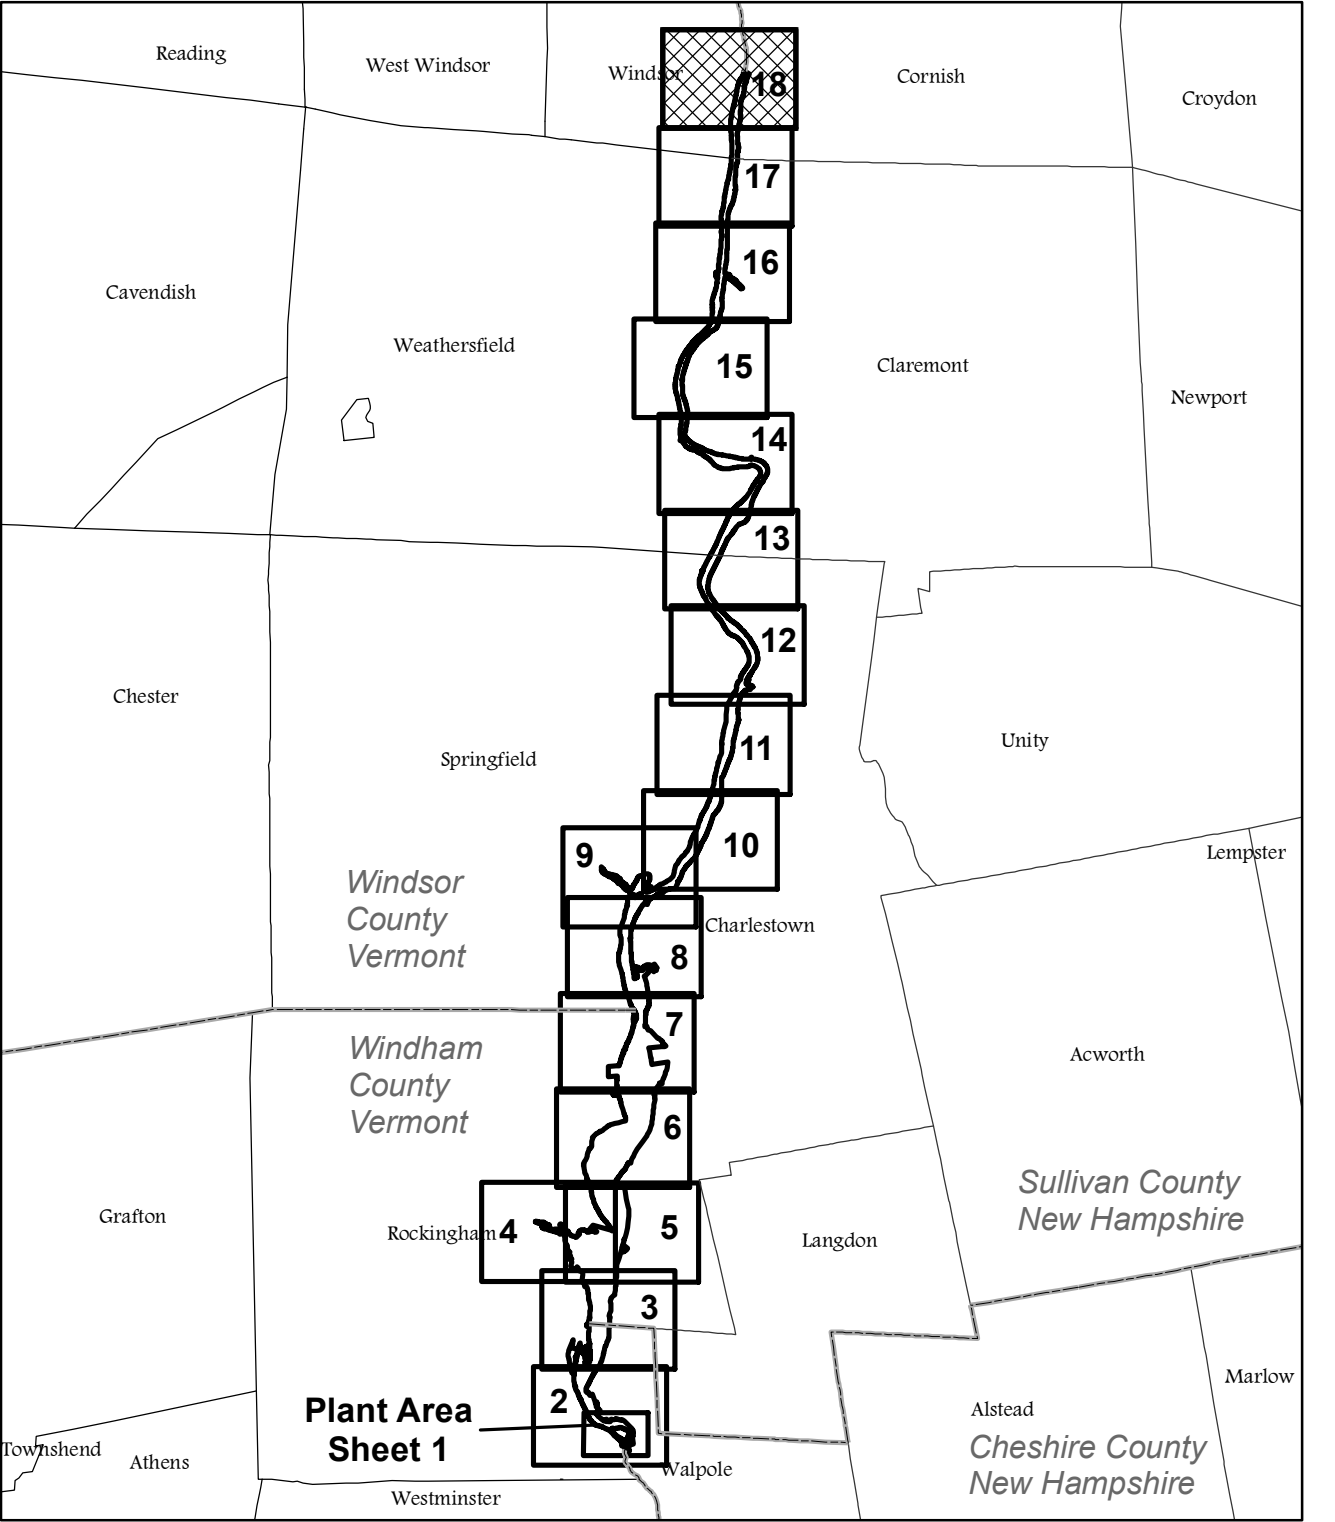 Reading
West Windsor
Windsor
18
Cornish
Croydon
17
16
Cavendish
Weathersfield
15
Claremont
Newport
14
13
12
Chester
Springfield
11
Unity
10
9
Lempster
Windsor
County
Vermont
Charlestown
8
7
Windham
County
Vermont
Acworth
6
Sullivan County
New Hampshire
Grafton
Rockingham
4
5
Langdon
3
Marlow
2
Plant Area
Sheet 1
Alstead
Cheshire County
New Hampshire
Townshend
Athens
Walpole
Westminster